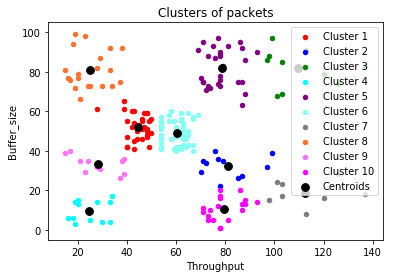 Clusters of packets
100
80
60
40
20
0
Buffer_size
20
40
60
80
100
120
140
Throughput
Cluster 1
Cluster 2
Cluster 3
Cluster 4
Cluster 5
Cluster 6
Cluster 7
Cluster 8
Cluster 9
Cluster 10
Centroids